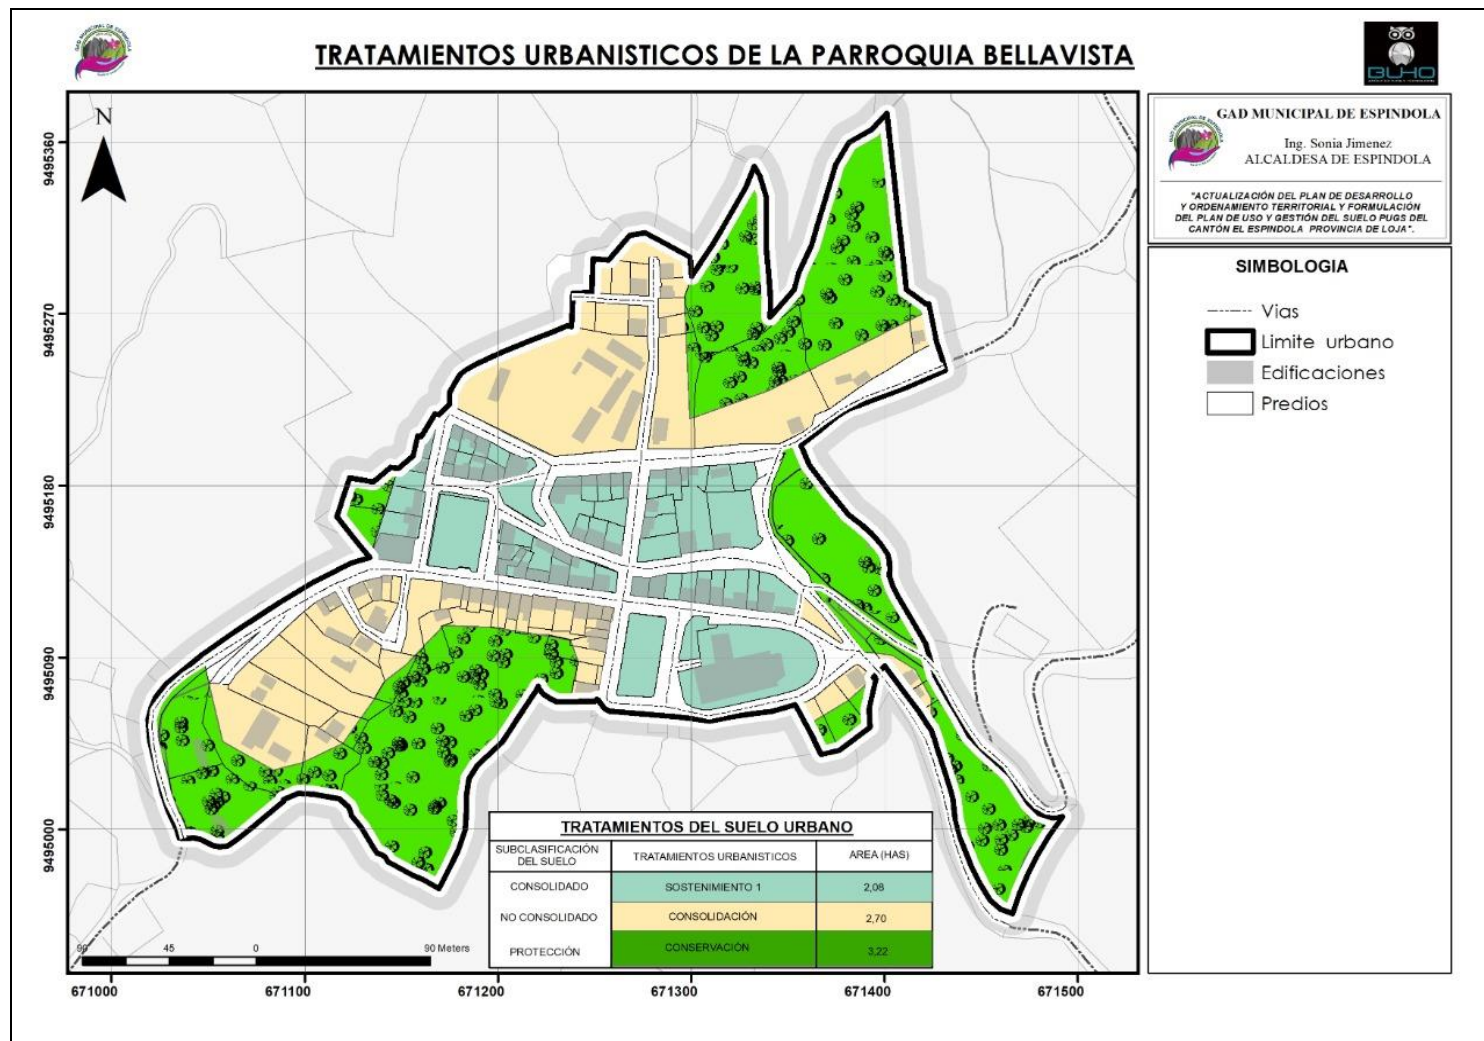 TRATAMIENTOS URBANISTICOS DE LA PARROQUIA BELLAVISTA
BUHO
GAD MUNICIPAL DE ESPINDOLA
Ing. Sonia Jimenez
ALCALDESA DE ESPINDOLA
"ACTUALIZACIÓN DEL PLAN DE DESARROLLO
Y ORDENAMIENTO TERRITORIAL Y FORMULACIÓN
DEL PLAN DE USO Y GESTIÓN DEL SUELO PUGS DEL
CANTÓN EL ESPINDOLA PROVINCIA DE LOJA".
SIMBOLOGIA
Vias
Limite urbano
Edificaciones
Predios
N
9495360
9495270
9495180
9495090
9495000
TRATAMIENTOS DEL SUELO URBANO
SUBCLASIFICACIÓN DEL SUELO TRATAMIENTOS URBANISTICOS AREA (HAS)
CONSOLIDADO SOSTENIMIENTO 1 2,08
NO CONSOLIDADO CONSOLIDACIÓN 2,70
PROTECCIÓN CONSERVACIÓN 3,22
90 45 0 90 Meters
671000 671100 671200 671300 671400 671500